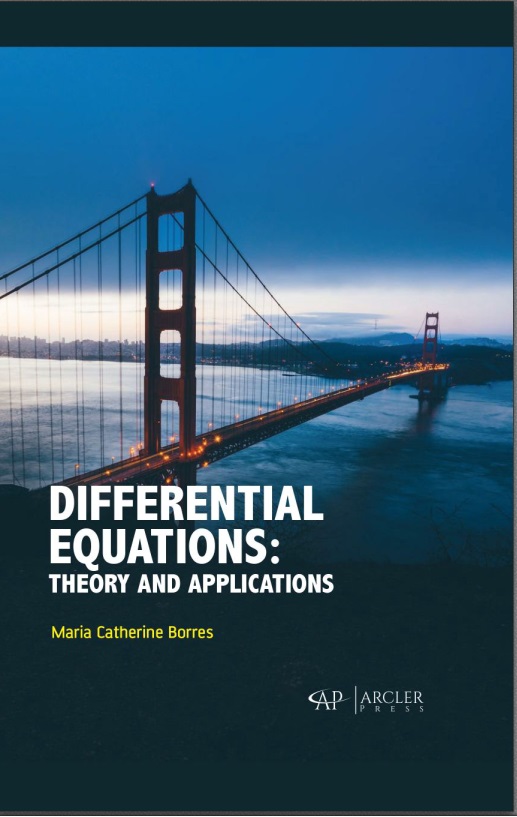 DIFFERENTIAL
EQUATIONS:
THEORY AND APPLICATIONS
Maria Catherine Borres
AP
ARCLER
PRESS